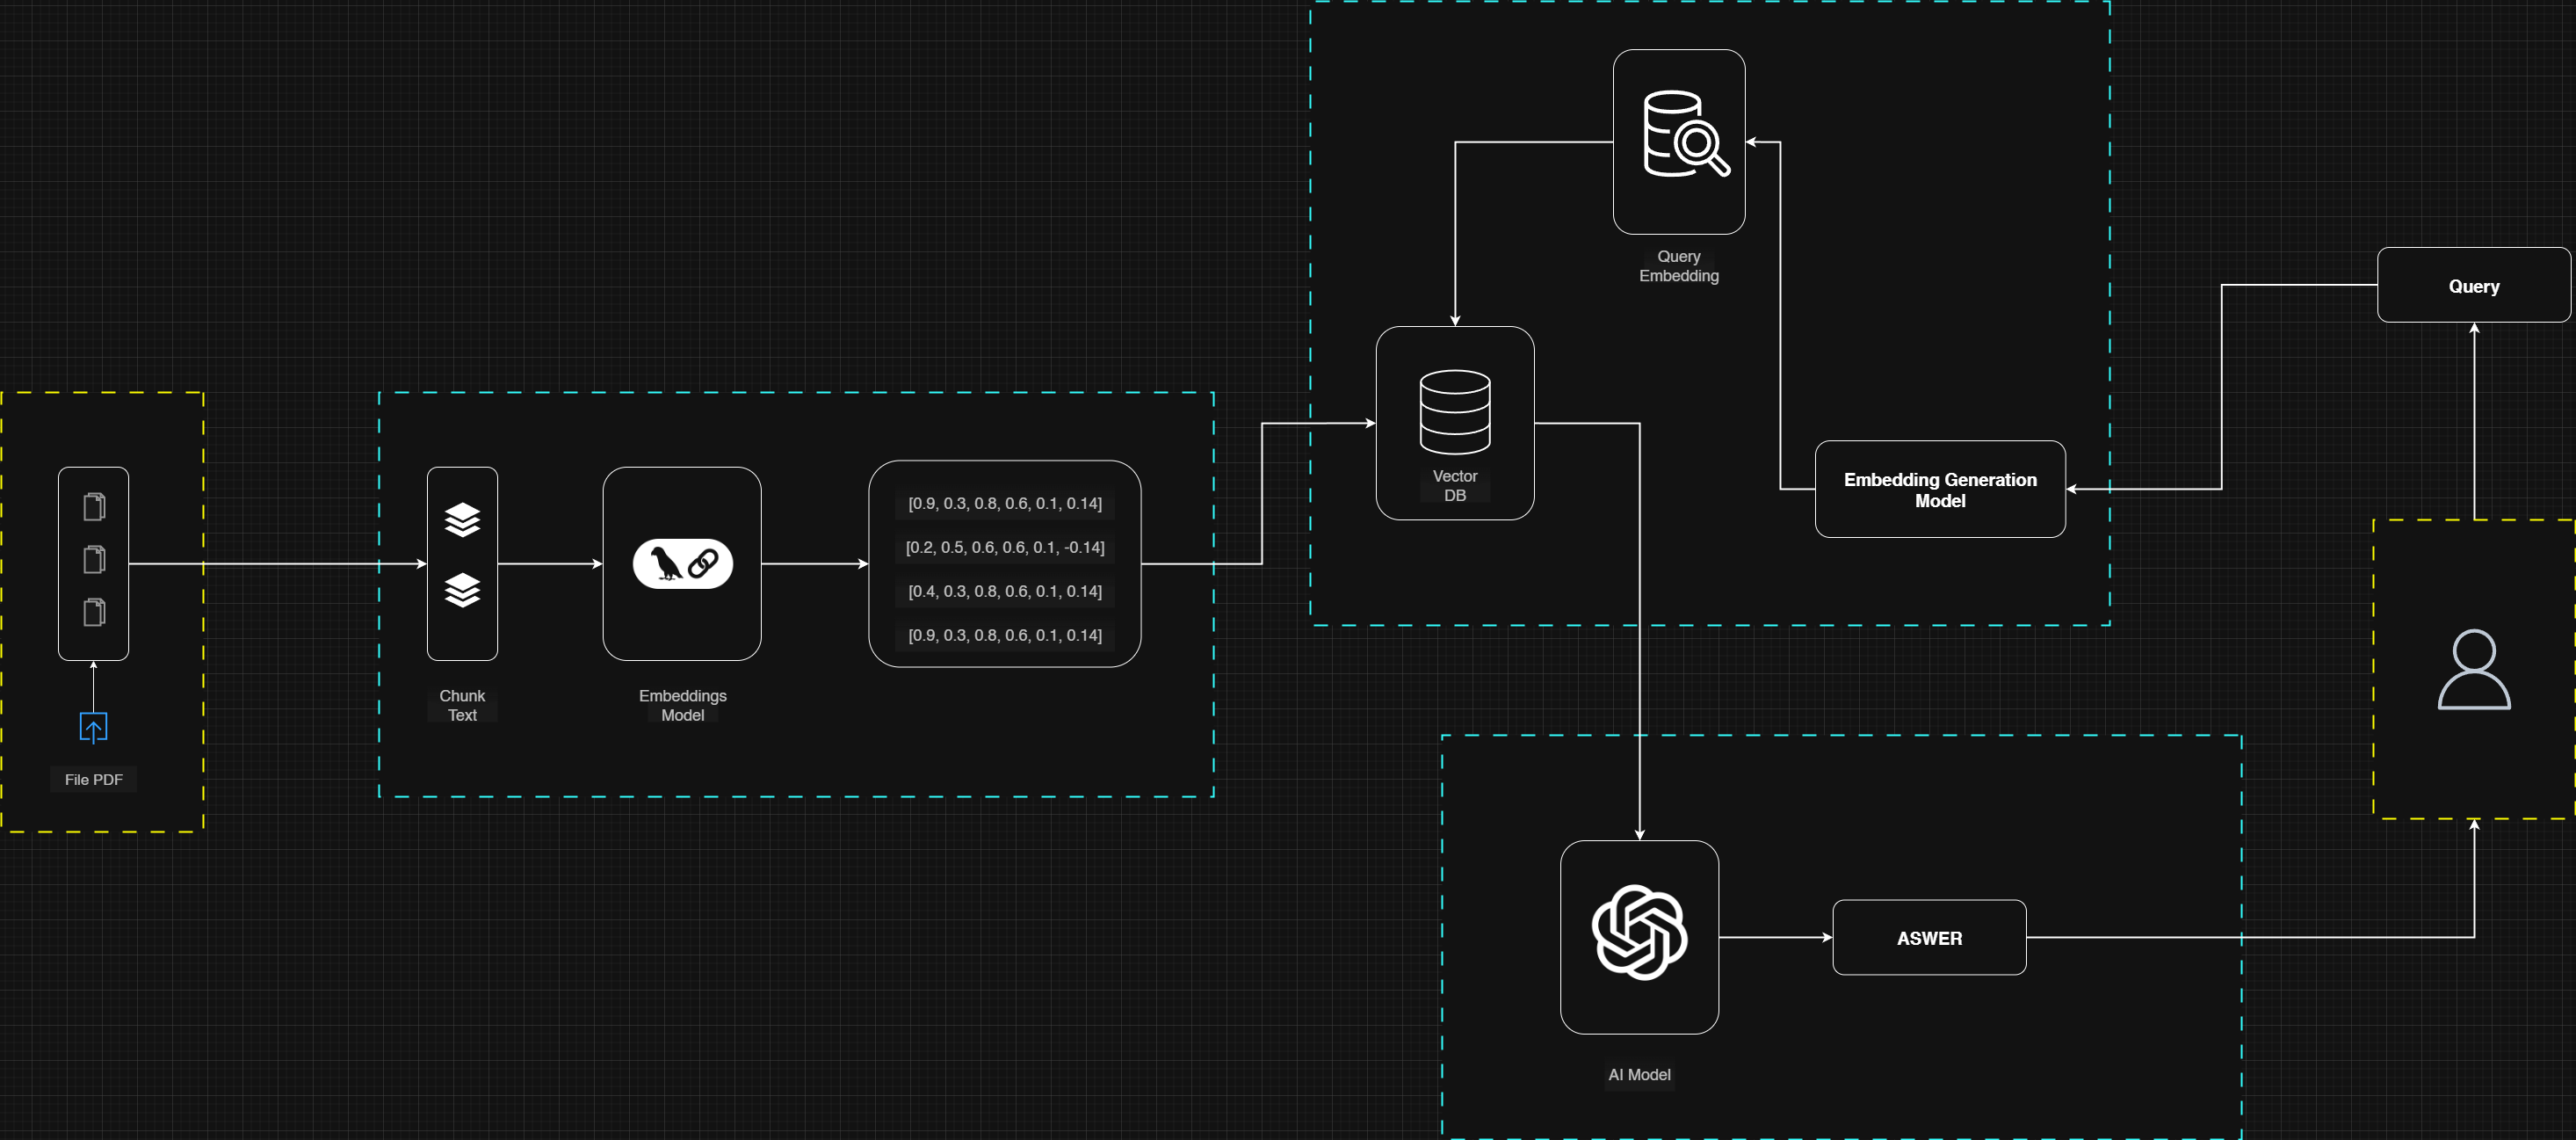 File PDF
Chunk
Text
Embeddings
Model
[0.9, 0.3, 0.8, 0.6, 0.1, 0.14]
[0.2, 0.5, 0.6, 0.6, 0.1, -0.14]
[0.4, 0.3, 0.8, 0.6, 0.1, 0.14]
[0.9, 0.3, 0.8, 0.6, 0.1, 0.14]
Query
Embedding
Vector
DB
Embedding Generation
Model
Query
AI Model
ASWER